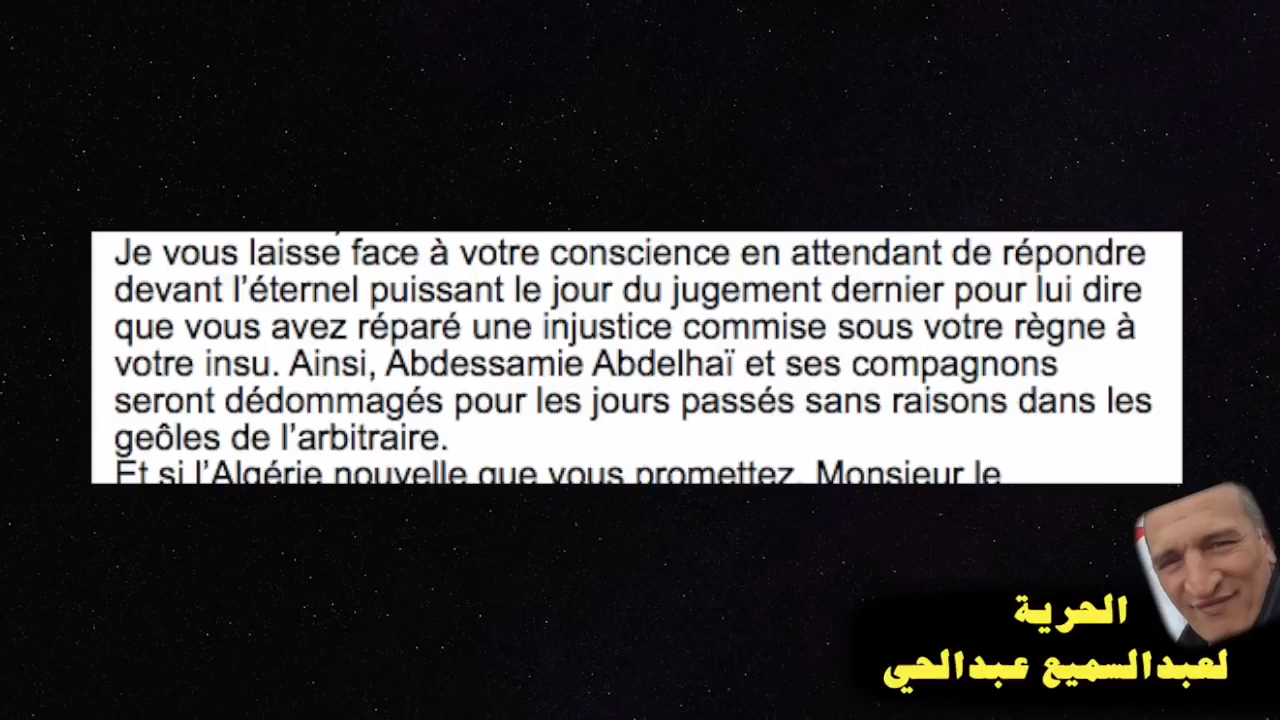 Je vous laisse face à votre conscience en attendant de répondre
devant l’éternel puissant le jour du jugement dernier pour lui dire
que vous avez réparé une injustice commise sous votre règne à
votre insu. Ainsi, Abdessamie Abdelhaï et ses compagnons
seront dédommagés pour les jours passés sans raisons dans les
geôles de l’arbitraire.
Et si l’Algérie nouvelle que vous promettez, Monsieur le
الحرية
لعبدالسميع عبدالحي